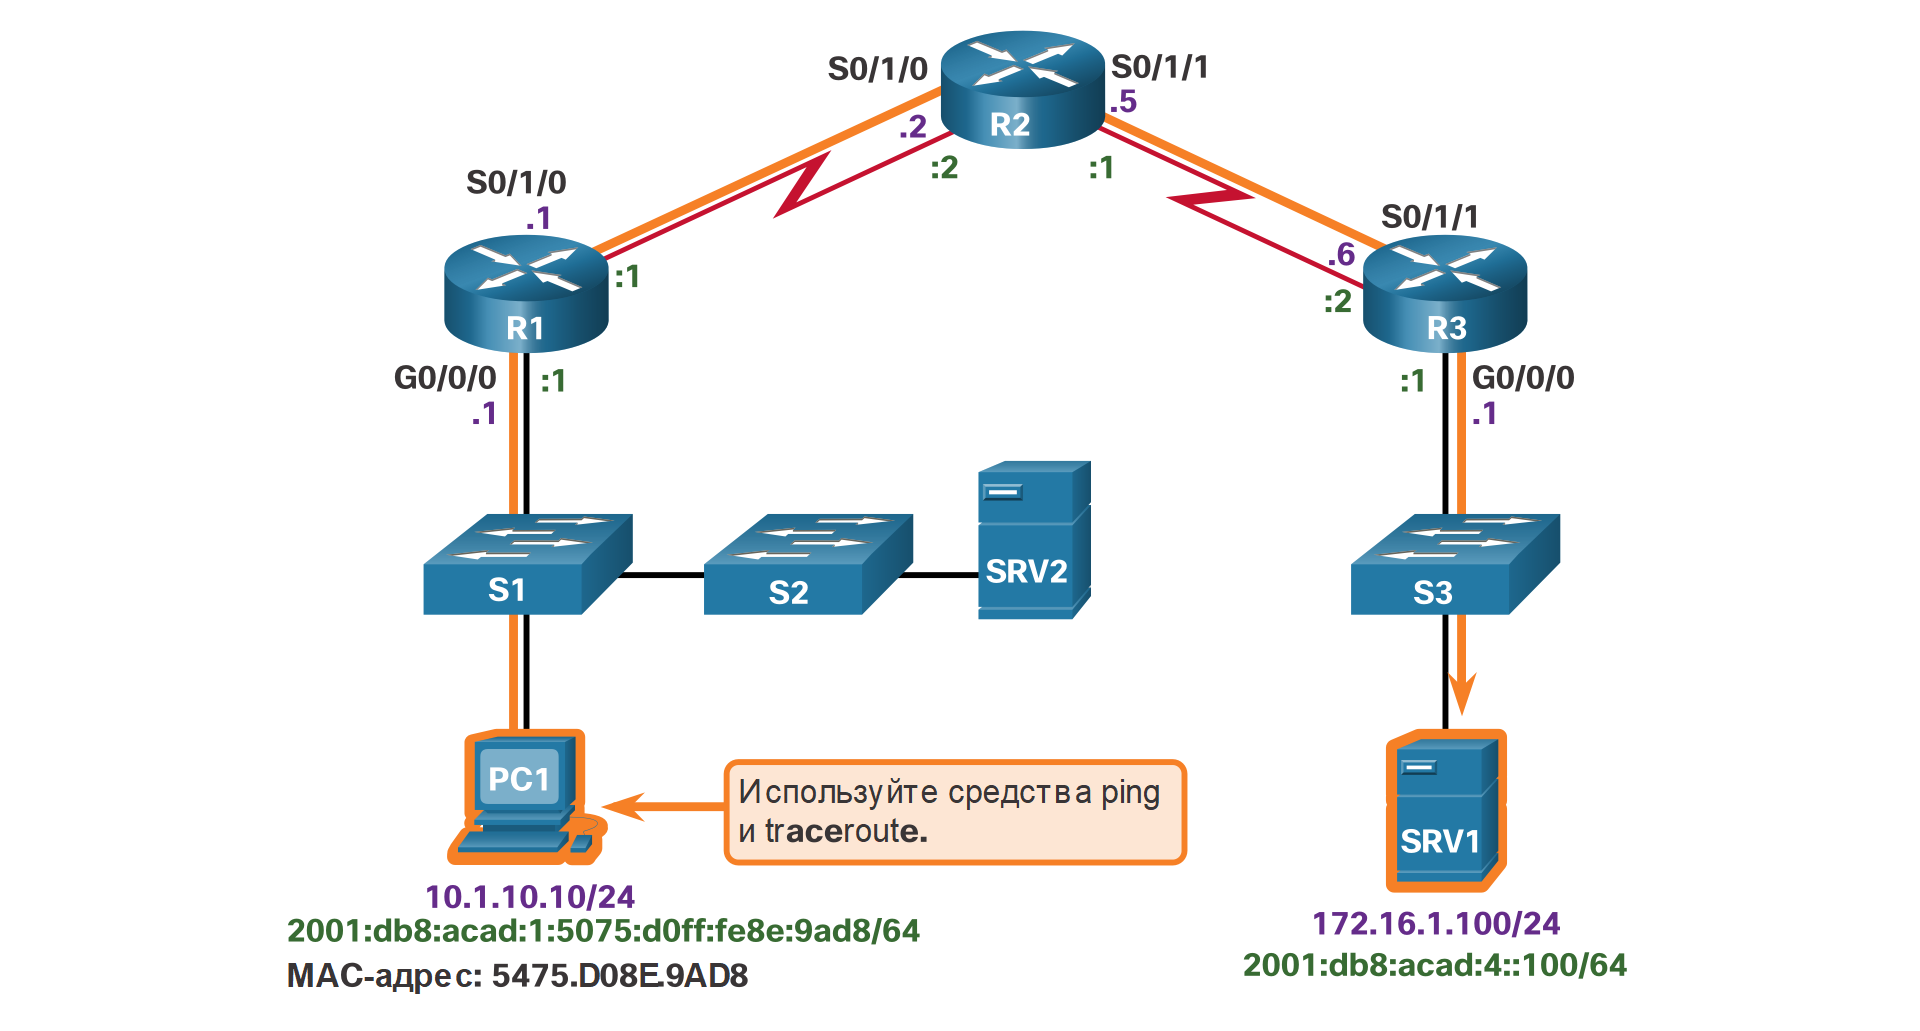 S0/1/0
S0/1/1
.5
.2
R2
:2
:1
S0/1/0
.1
:1
R1
S0/1/1
.6
:2
R3
G0/0/0
:1
.1
:1
G0/0/0
.1
S1
S2
SRV2
S3
PC1
Используйте средства ping
и traceroute.
SRV1
10.1.10.10/24
2001:db8:acad:1:5075:d0ff:fe8e:9ad8/64
МАС-адрес: 5475.D08E.9AD8
172.16.1.100/24
2001:db8:acad:4::100/64